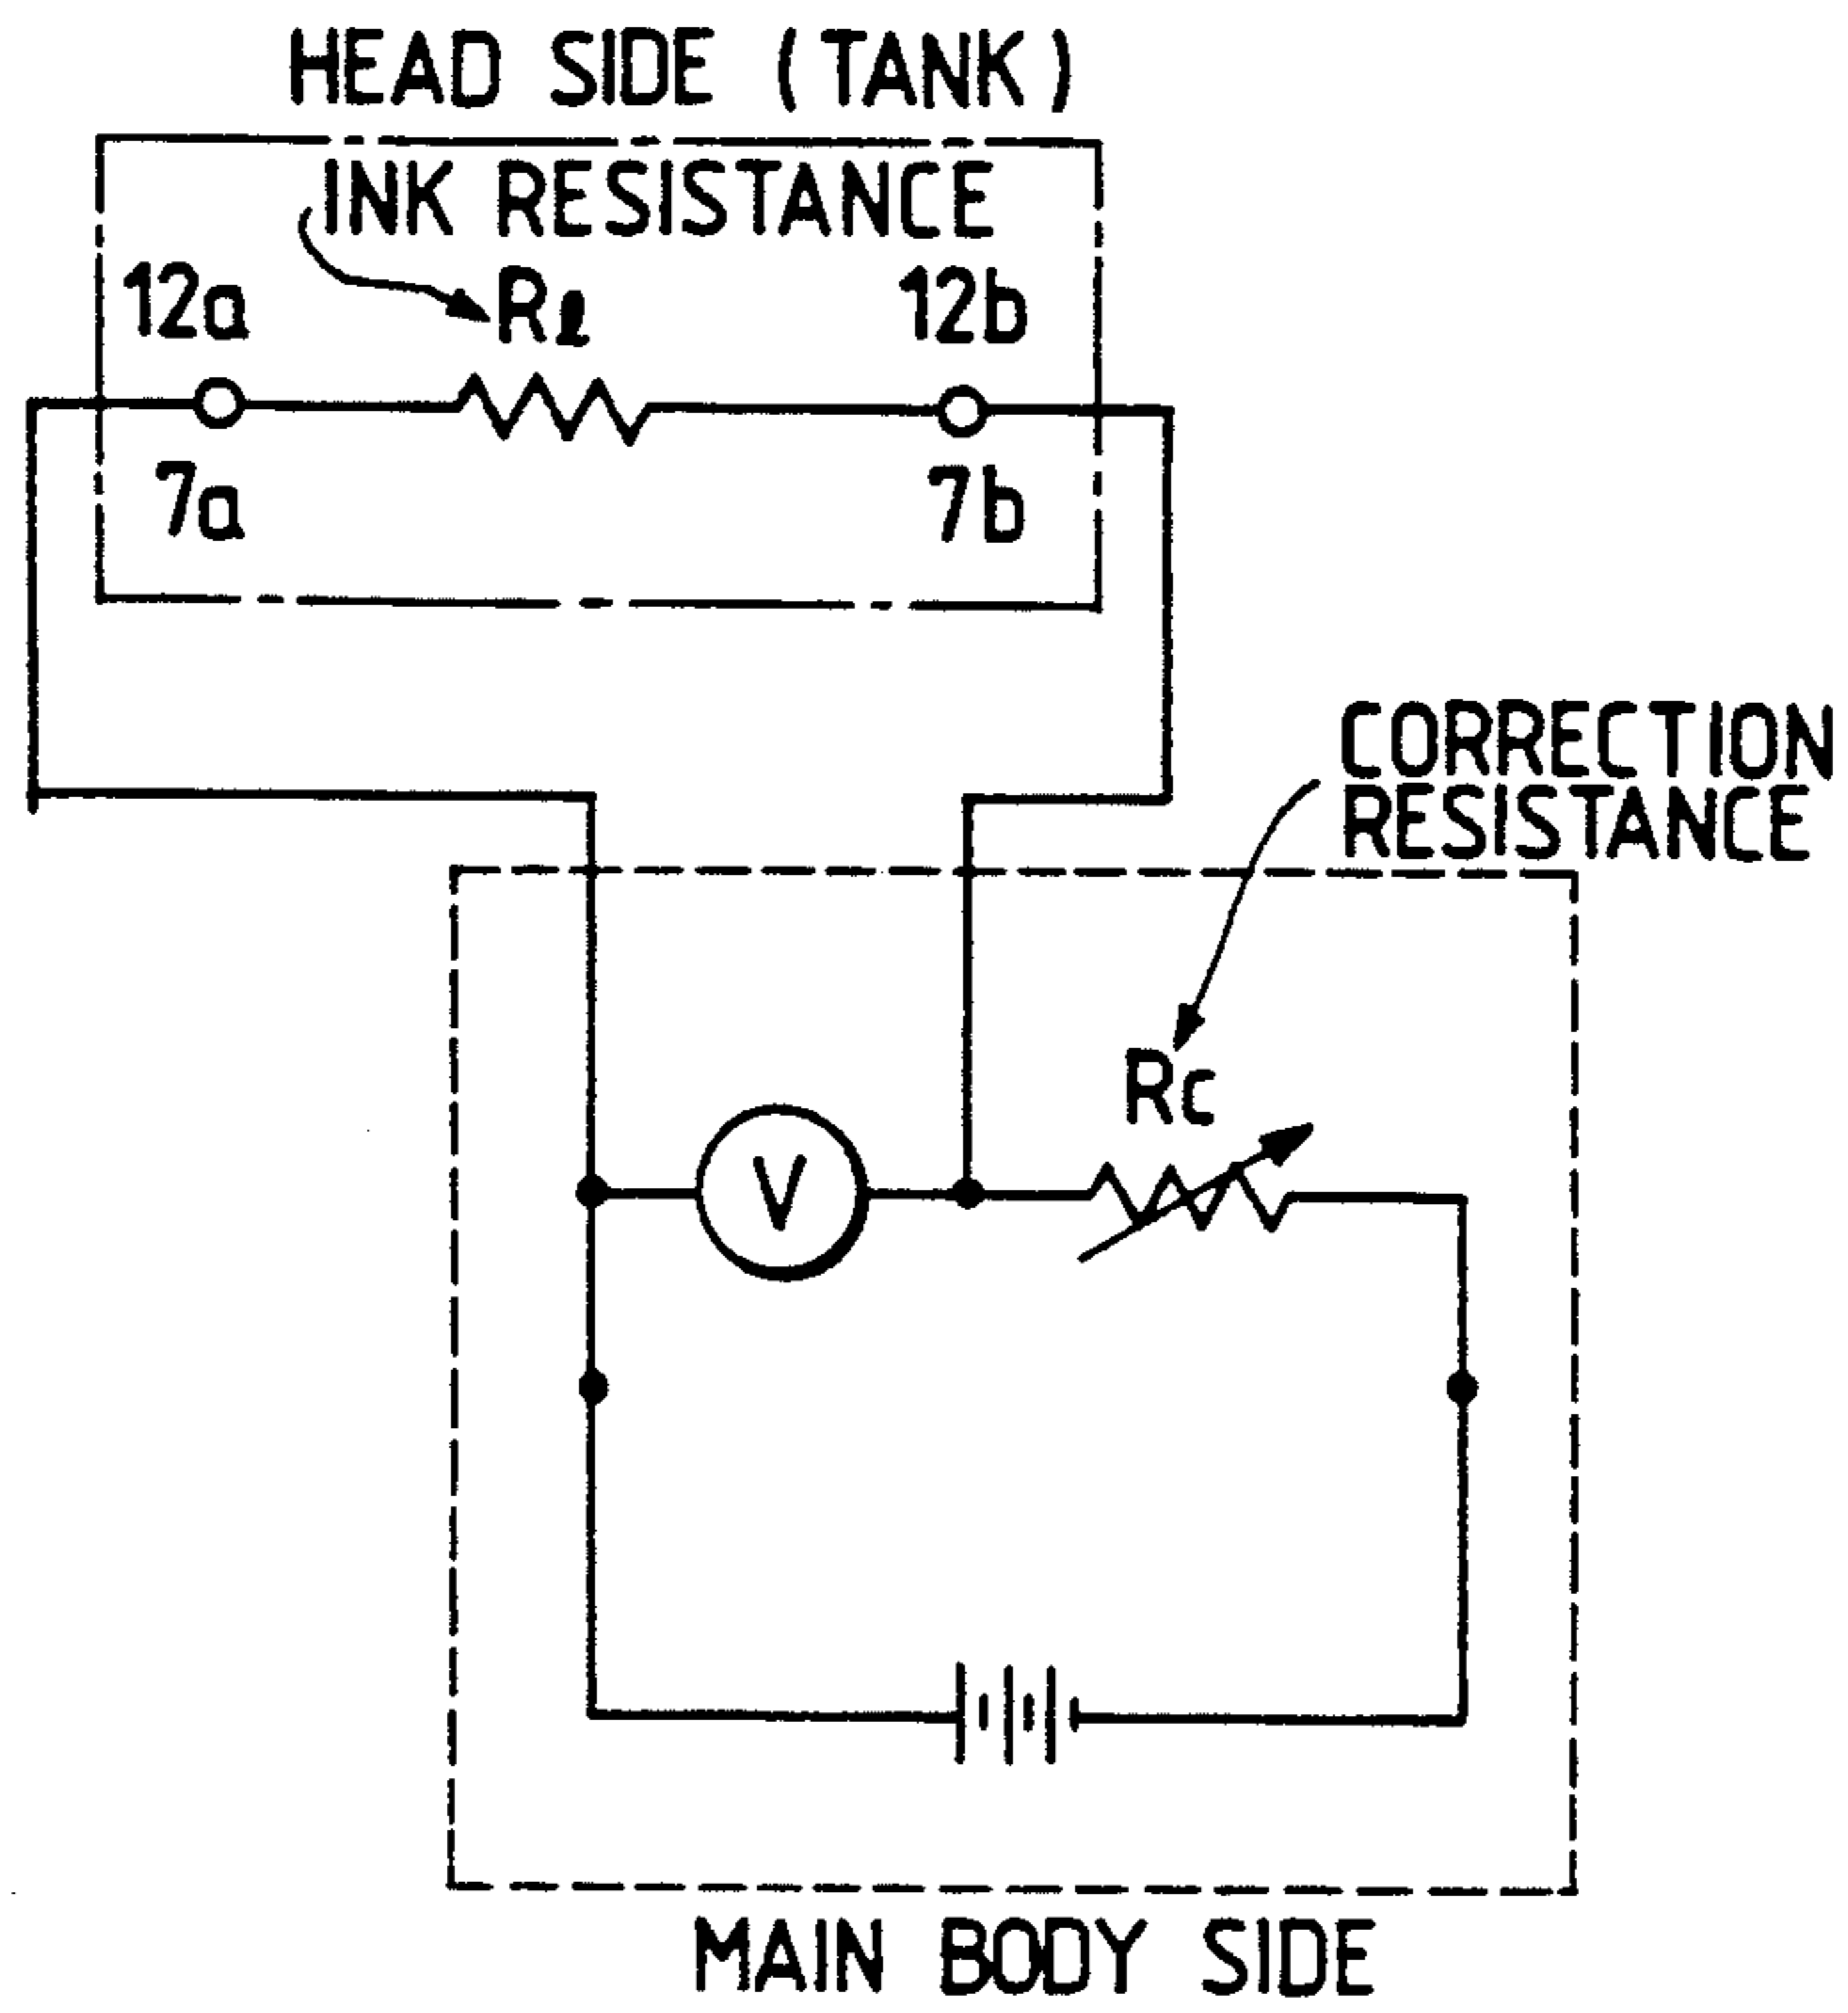 HEAD SIDE (TANK)
INK RESISTANCE
12a Rℓ 12b
7a 7b
CORRECTION
RESISTANCE
Rc
V
MAIN BODY SIDE